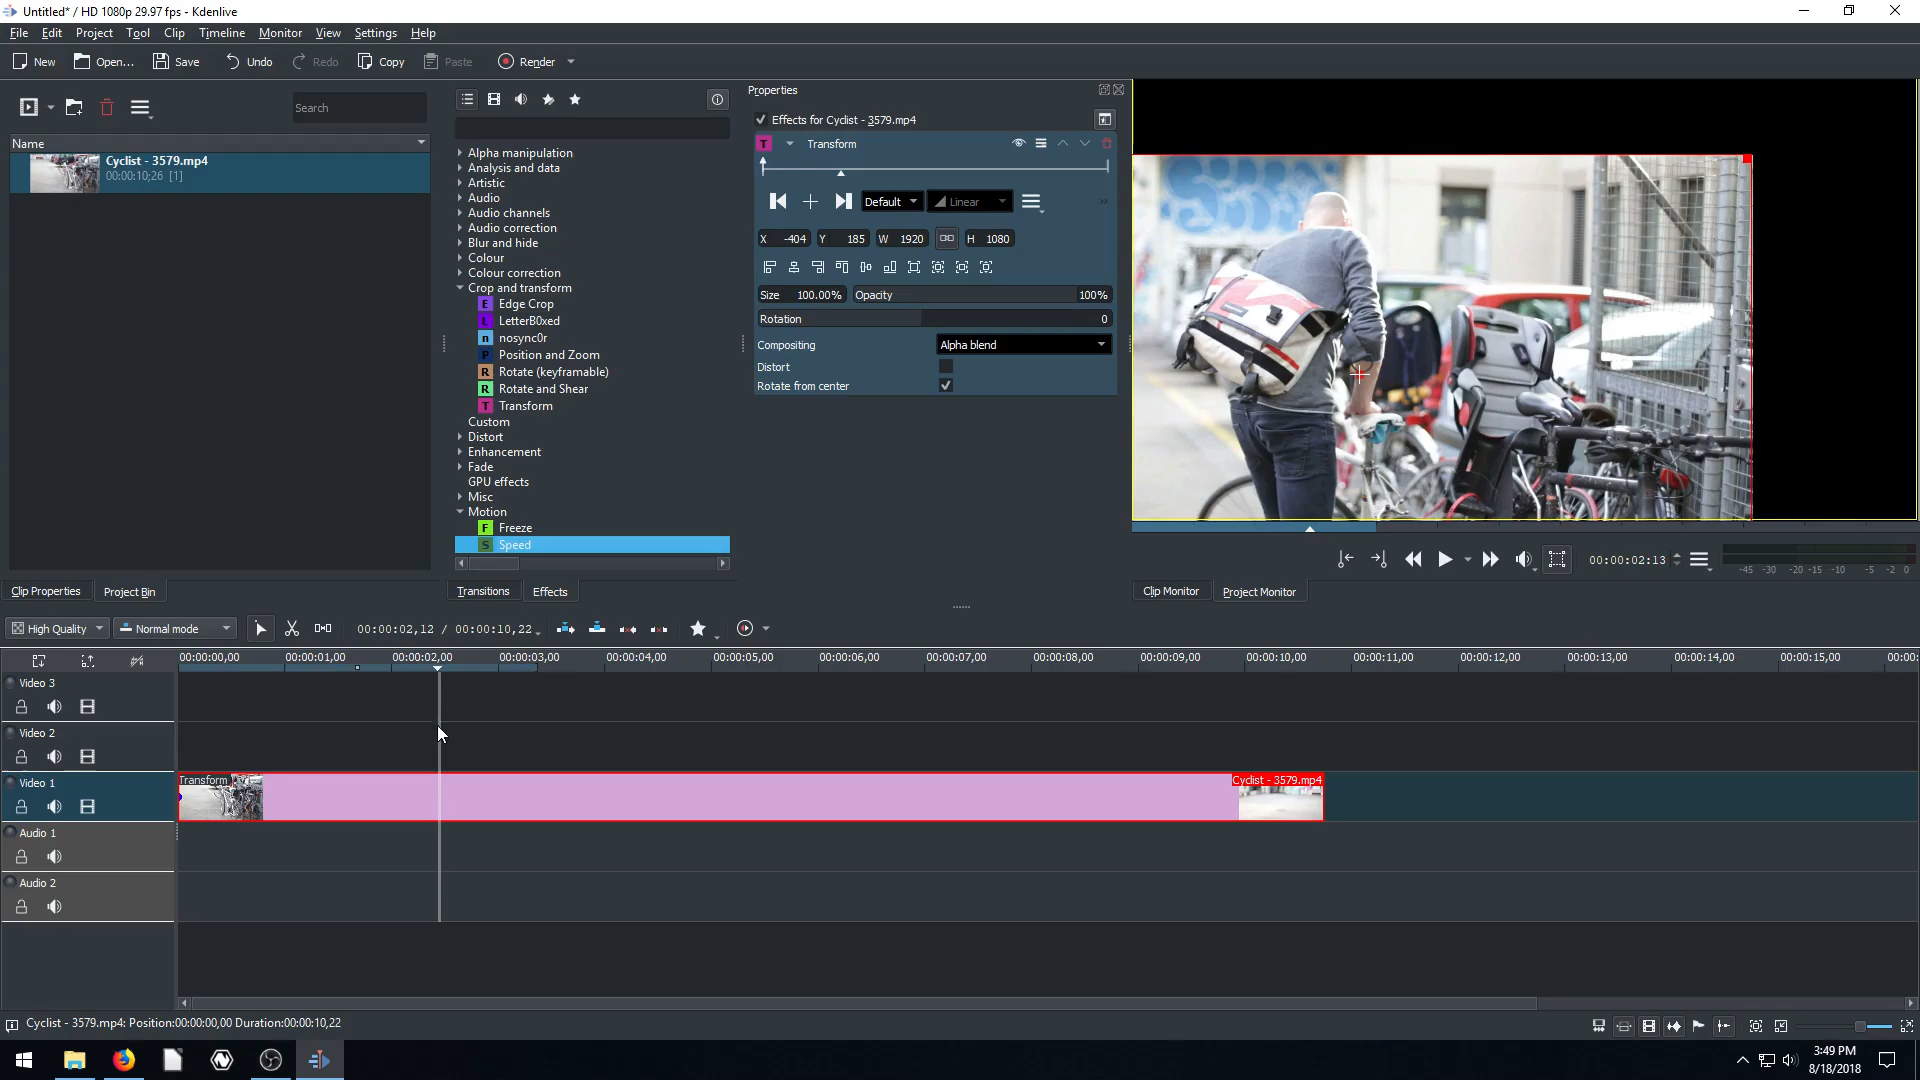 Untitled* / HD 1080p 29.97 fps - Kdenlive
File Edit Project Tool Clip Timeline Monitor View Settings Help
New Open... Save Undo Redo Copy Paste Render
Search
Name
Cyclist - 3579.mp4
00:00:10;26 [1]
Clip Properties Project Bin
Alpha manipulation
Analysis and data
Artistic
Audio
Audio channels
Audio correction
Blur and hide
Colour
Colour correction
Crop and transform
E Edge Crop
L LetterB0xed
n nosync0r
P Position and Zoom
R Rotate (keyframable)
R Rotate and Shear
T Transform
Custom
Distort
Enhancement
Fade
GPU effects
Misc
Motion
F Freeze
S Speed
Transitions Effects
Properties
Effects for Cyclist - 3579.mp4
T Transform
Default Linear
X -404 Y 185 W 1920 H 1080
Size 100.00% Opacity 100%
Rotation 0
Compositing Alpha blend
Distort
Rotate from center
00:00:02:13
-45 -30 -20 -15 -10 -5 -2 0
Clip Monitor Project Monitor
High Quality Normal mode 00:00:02,12 / 00:00:10,22
00:00:00,00 00:00:01,00 00:00:02,00 00:00:03,00 00:00:04,00 00:00:05,00 00:00:06,00 00:00:07,00 00:00:08,00 00:00:09,00 00:00:10,00 00:00:11,00 00:00:12,00 00:00:13,00 00:00:14,00 00:00:15,00 00:00:
Video 3
Video 2
Video 1
Transform
Cyclist - 3579.mp4
Audio 1
Audio 2
Cyclist - 3579.mp4: Position:00:00:00,00 Duration:00:00:10,22
3:49 PM
8/18/2018